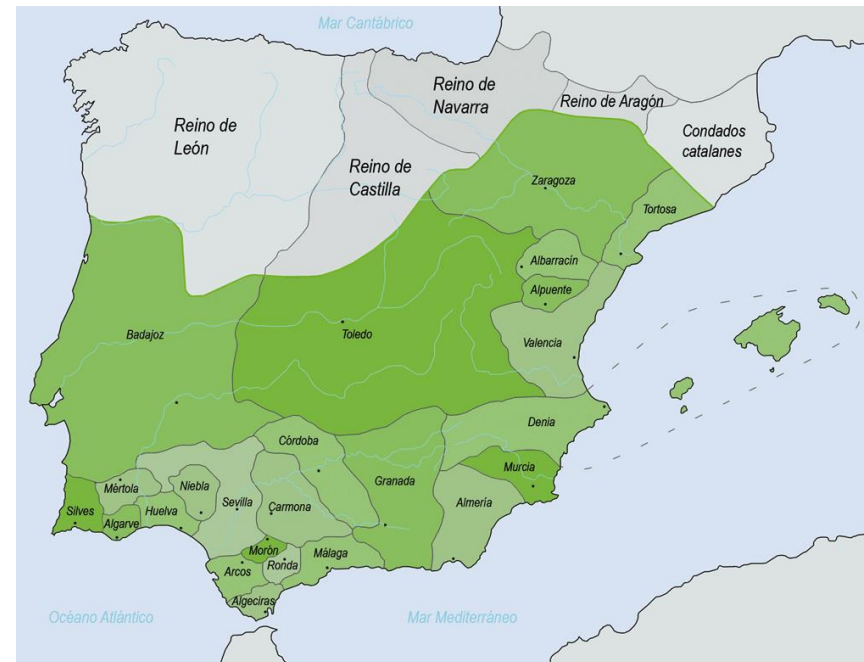 Mar Cantábrico
Reino de
León
Reino de
Castilla
Reino de
Navarra
Reino de Aragón
Condados
catalanes
Zaragoza
Tortosa
Albarracín
Alpuente
Badajoz
Toledo
Valencia
Denia
Córdoba
Murcia
Granada
Almería
Mértola
Niebla
Sevilla
Carmona
Silves
Algarve
Huelva
Morón
Málaga
Ronda
Arcos
Algeciras
Océano Atlántico
Mar Mediterráneo